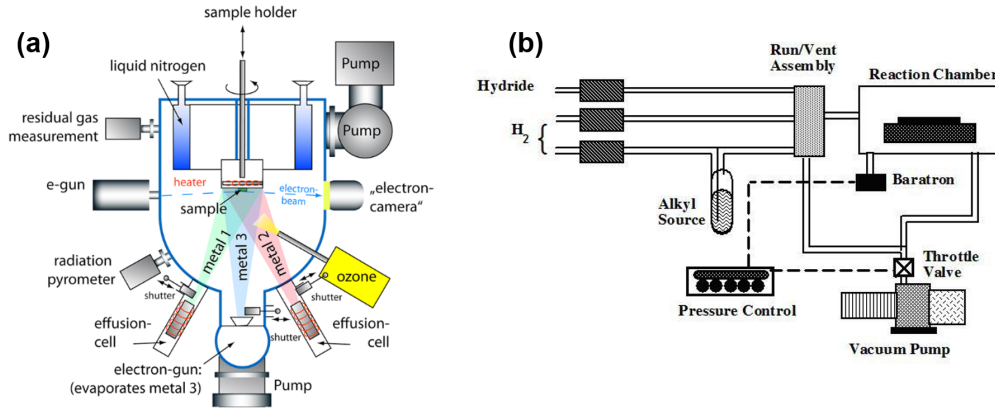 (a)
sample holder
liquid nitrogen
Pump
residual gas
measurement
Pump
e-gun
heater
electron-
beam
„electron-
camera“
sample
metal 1
metal 3
metal 2
radiation
pyrometer
shutter
shutter
ozone
effusion-
cell
shutter
effusion-
cell
electron-gun:
(evaporates metal 3)
Pump
(b)
Run/Vent
Assembly
Reaction Chamber
Hydride
H2
Alkyl
Source
Baratron
Throttle
Valve
Pressure Control
Vacuum Pump